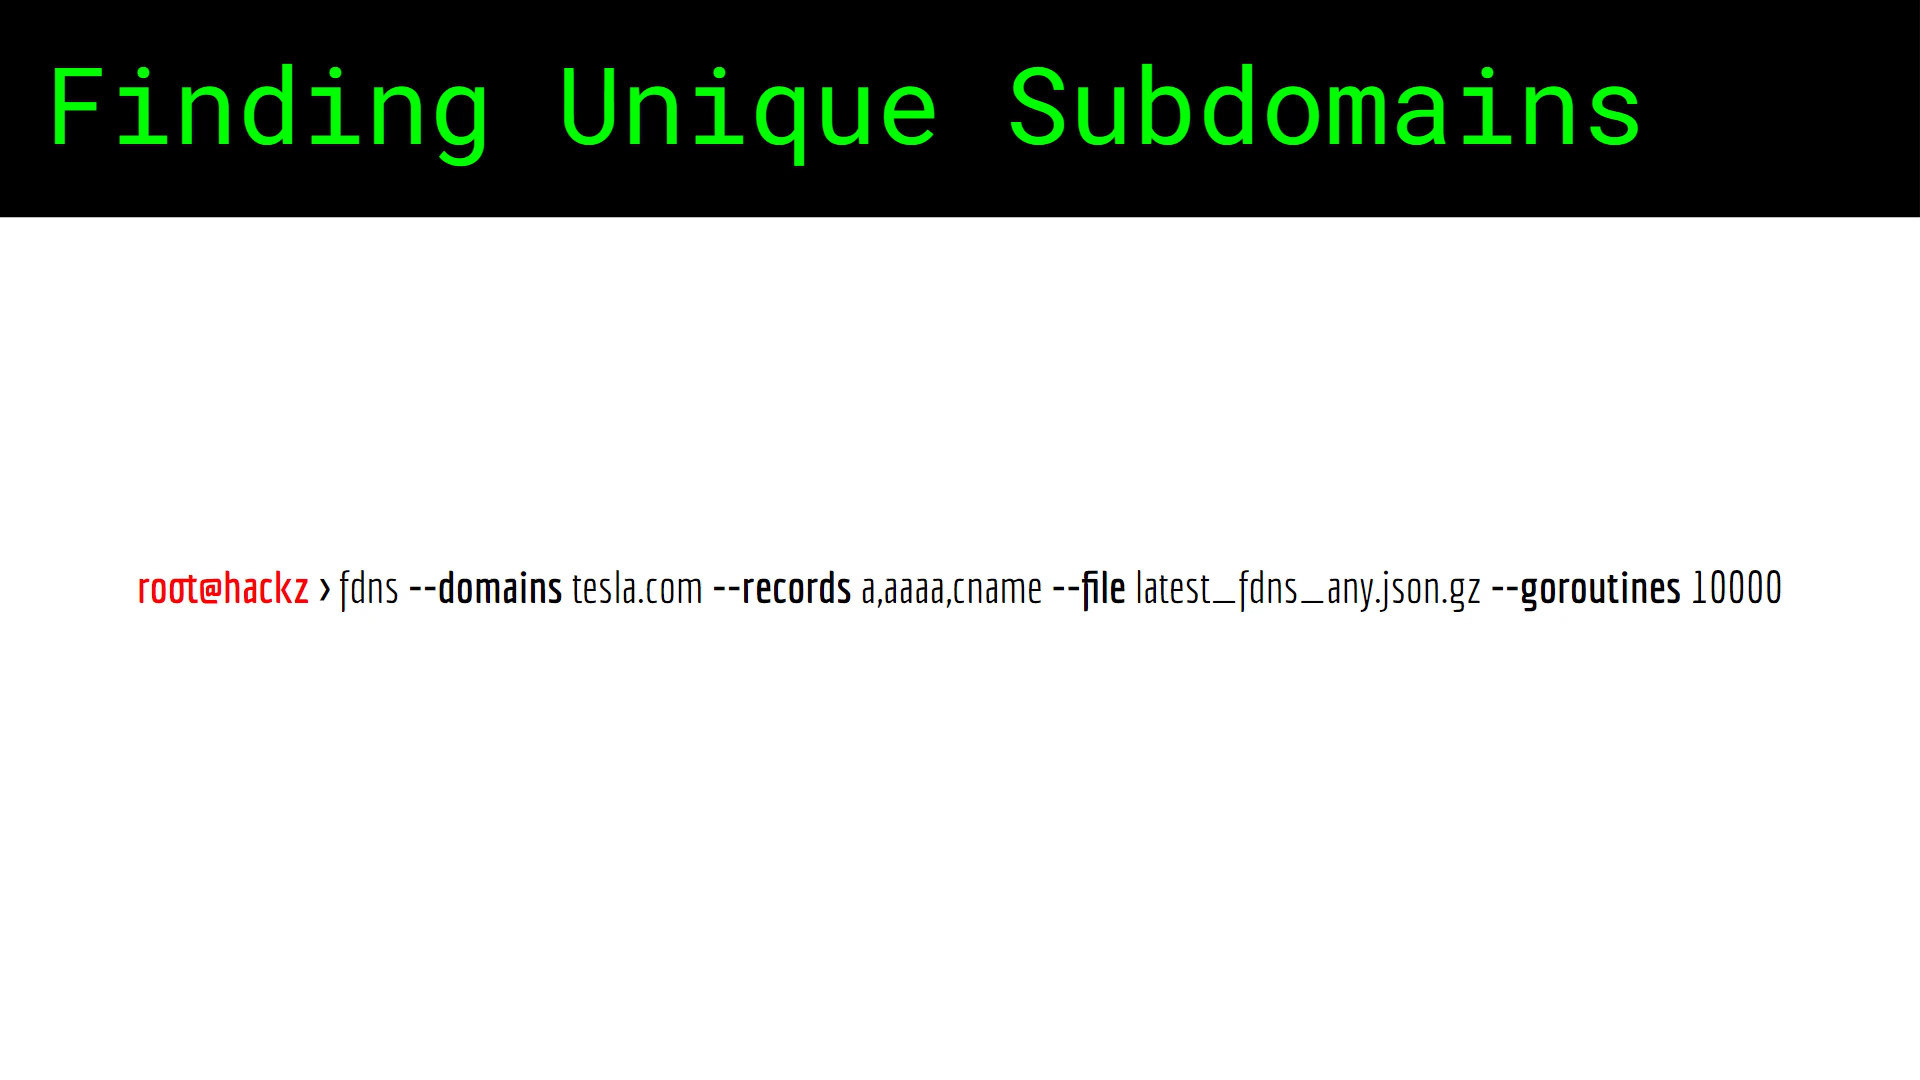 Finding Unique Subdomains
root@hackz › fdns --domains tesla.com --records a,aaaa,cname --file latest_fdns_any.json.gz --goroutines 10000